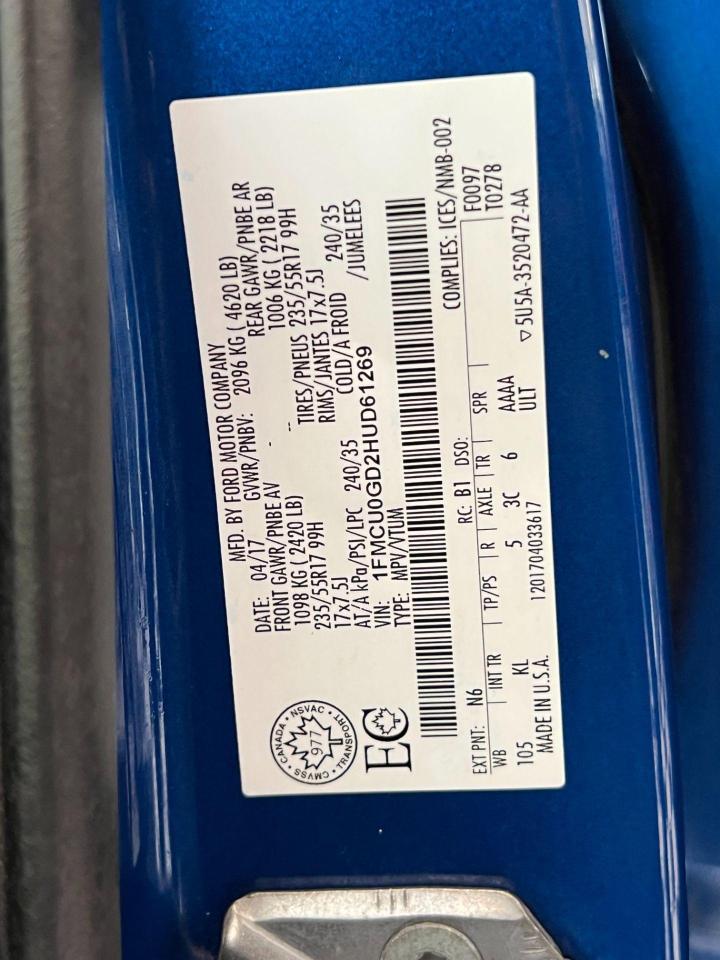 MFD. BY FORD MOTOR COMPANY
DATE: 04/17 GVWR/PNBV: 2096 KG ( 4620 LB)
FRONT GAWR/PNBE AV REAR GAWR/PNBE AR
1098 KG ( 2420 LB) 1006 KG ( 2218 LB)
235/55R17 99H TIRES/PNEUS 235/55R17 99H
17x7.5J RIMS/JANTES 17x7.5J
AT/A kPa/PSI/LPC 240/35 COLD/A FROID 240/35
VIN: 1FMCU0GD2HUD61269 /JUMELEES
TYPE: MPV/VTUM
CANADA • NSVAC • TRANSPORT • CMVSS
977
EC
COMPLIES: ICES/NMB-002
EXT PNT: N6 RC: B1 DSO: F0097
WB INT TR TP/PS R AXLE TR SPR T0278
105 KL 5 3C 6 AAAA
ULT
MADE IN U.S.A. 1201704033617 ▽5U5A-3520472-AA